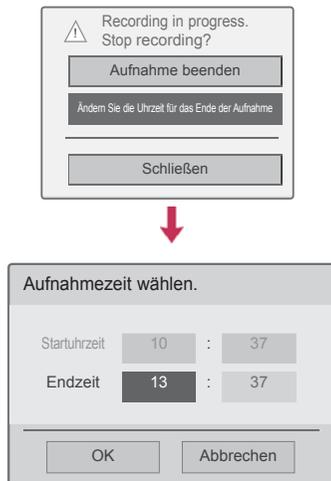 Recording in progress.
Stop recording?
Aufnahme beenden
Ändern Sie die Uhrzeit für das Ende der Aufnahme
Schließen
Aufnahmezeit wählen.
Startuhrzeit 10 : 37
Endzeit 13 : 37
OK Abbrechen